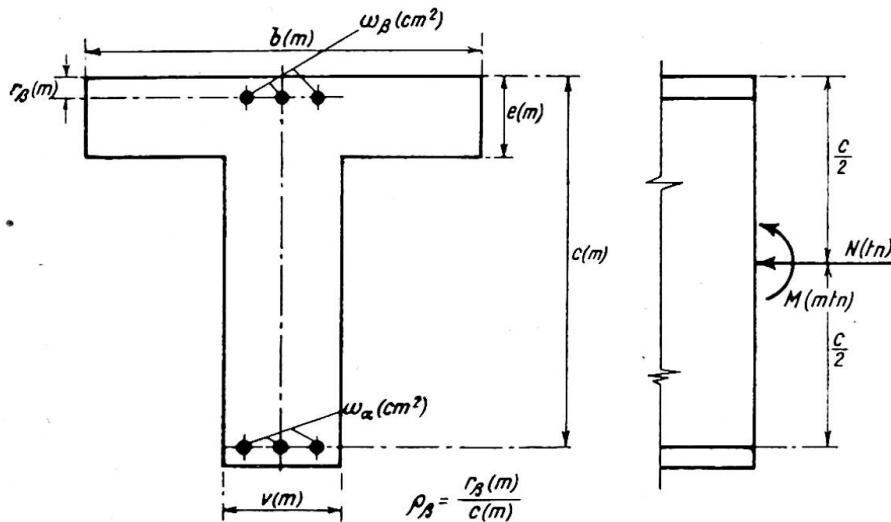 ω_β (cm²)
b(m)
r_β(m)
e(m)
c(m)
c/2
N(tn)
M(mtn)
c/2
ω_α(cm²)
v(m)
ρ_β = r_β(m)/c(m)